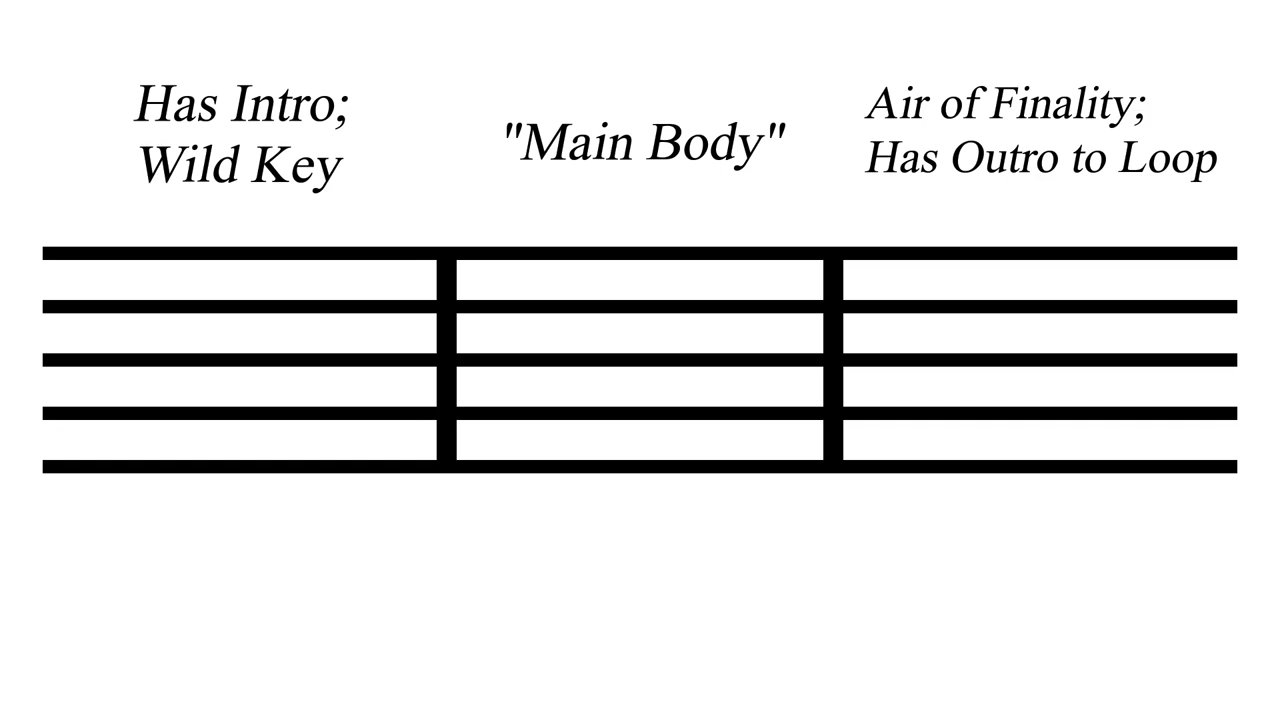 Has Intro;
Wild Key
"Main Body"
Air of Finality;
Has Outro to Loop